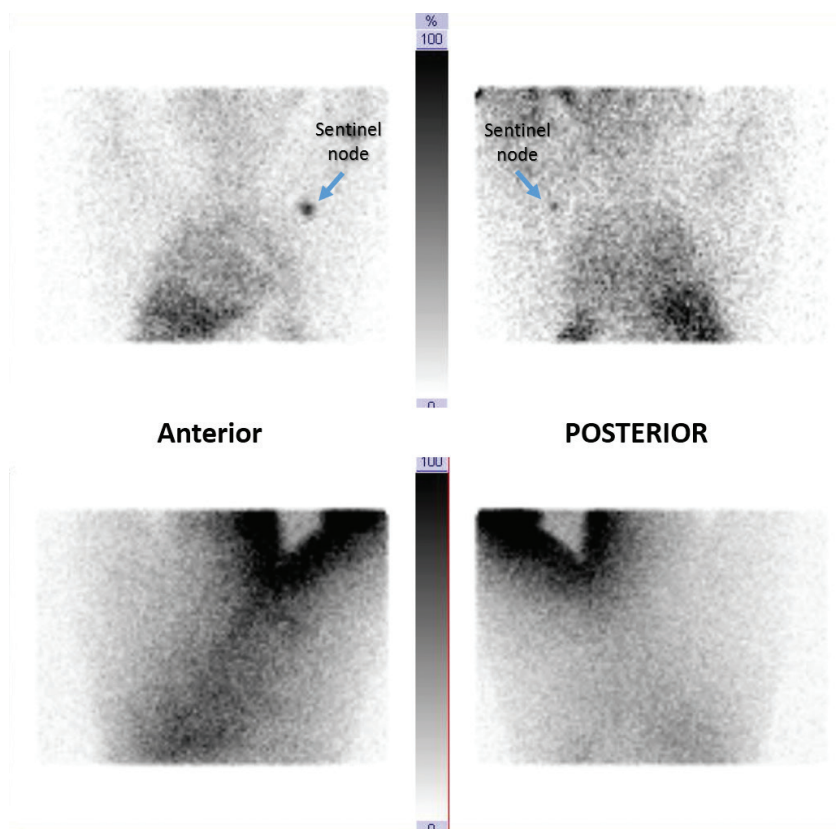 %
100
Sentinel
node
Sentinel
node
0
Anterior
POSTERIOR
100
0